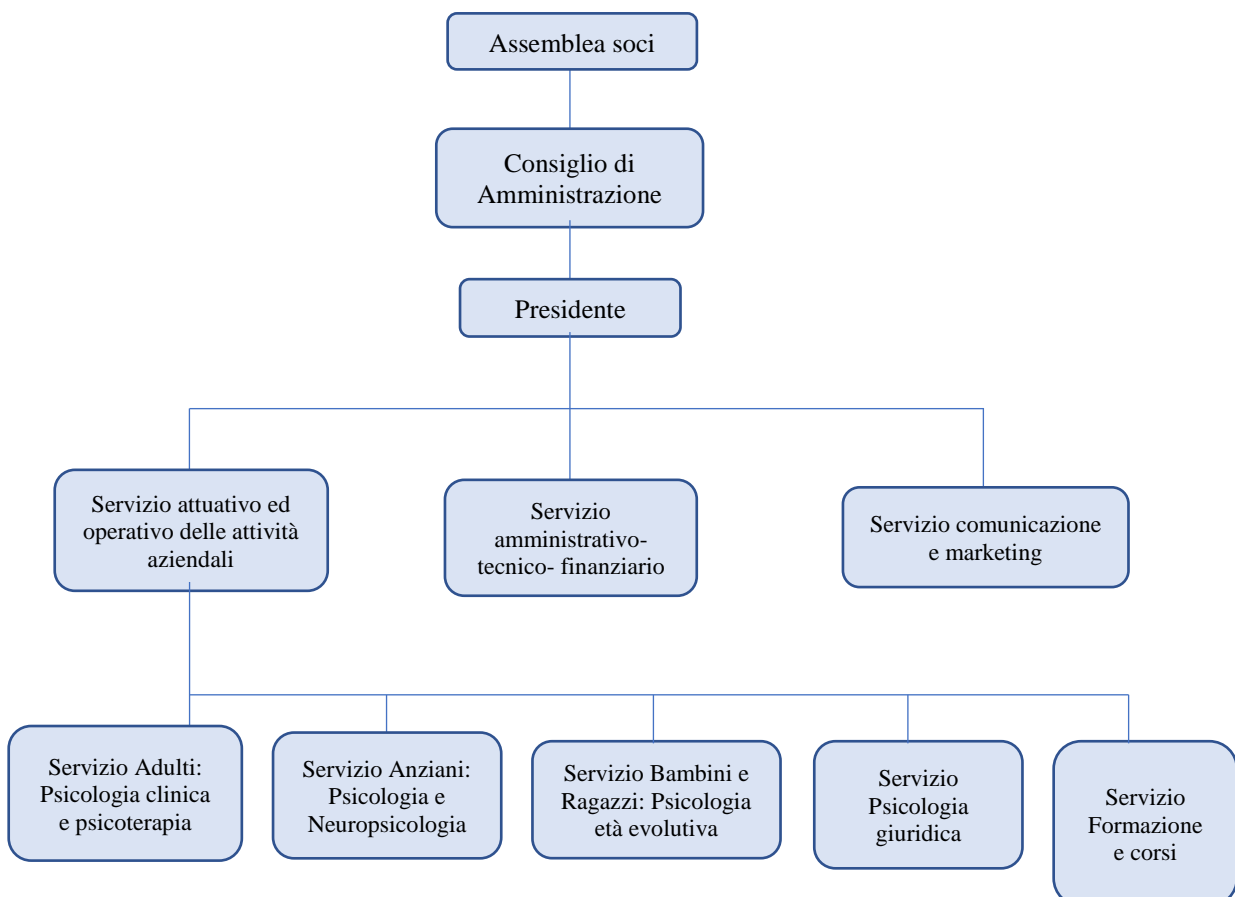 Assemblea soci
Consiglio di
Amministrazione
Presidente
Servizio attuativo ed
operativo delle attività
aziendali
Servizio
amministrativo-
tecnico- finanziario
Servizio comunicazione
e marketing
Servizio Adulti:
Psicologia clinica
e psicoterapia
Servizio Anziani:
Psicologia e
Neuropsicologia
Servizio Bambini e
Ragazzi: Psicologia
età evolutiva
Servizio
Psicologia
giuridica
Servizio
Formazione
e corsi